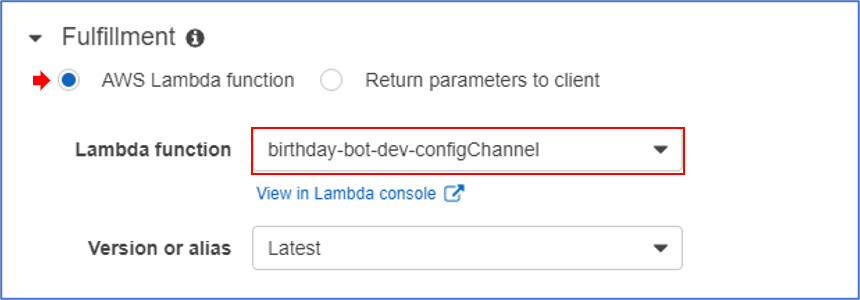 Fulfillment
AWS Lambda function Return parameters to client
Lambda function birthday-bot-dev-configChannel
View in Lambda console
Version or alias Latest